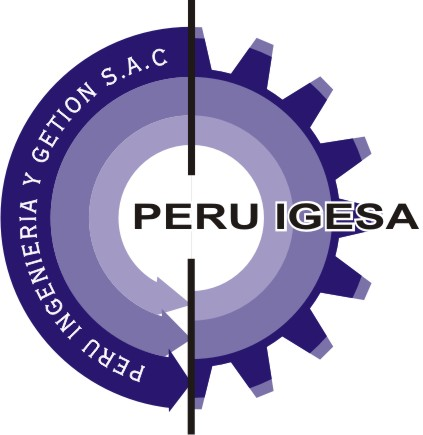 PERU INGENIERIA Y GETION S.A.C
PERU IGESA